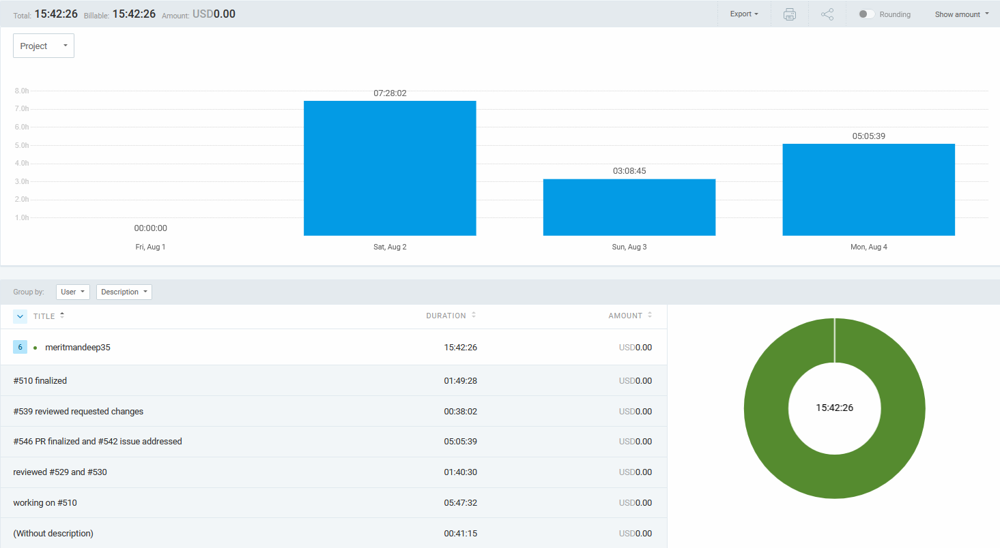 Total: 15:42:26 Billable: 15:42:26 Amount: USD0.00 Export Rounding Show amount
Project
8.0h
7.0h
6.0h
5.0h
4.0h
3.0h
2.0h
1.0h
00:00:00 07:28:02 03:08:45 05:05:39
Fri, Aug 1 Sat, Aug 2 Sun, Aug 3 Mon, Aug 4
Group by: User Description
TITLE DURATION AMOUNT
6 meritmandeep35 15:42:26 USD0.00
#510 finalized 01:49:28 USD0.00
#539 reviewed requested changes 00:38:02 USD0.00
#546 PR finalized and #542 issue addressed 05:05:39 USD0.00
reviewed #529 and #530 01:40:30 USD0.00
working on #510 05:47:32 USD0.00
(Without description) 00:41:15 USD0.00
15:42:26